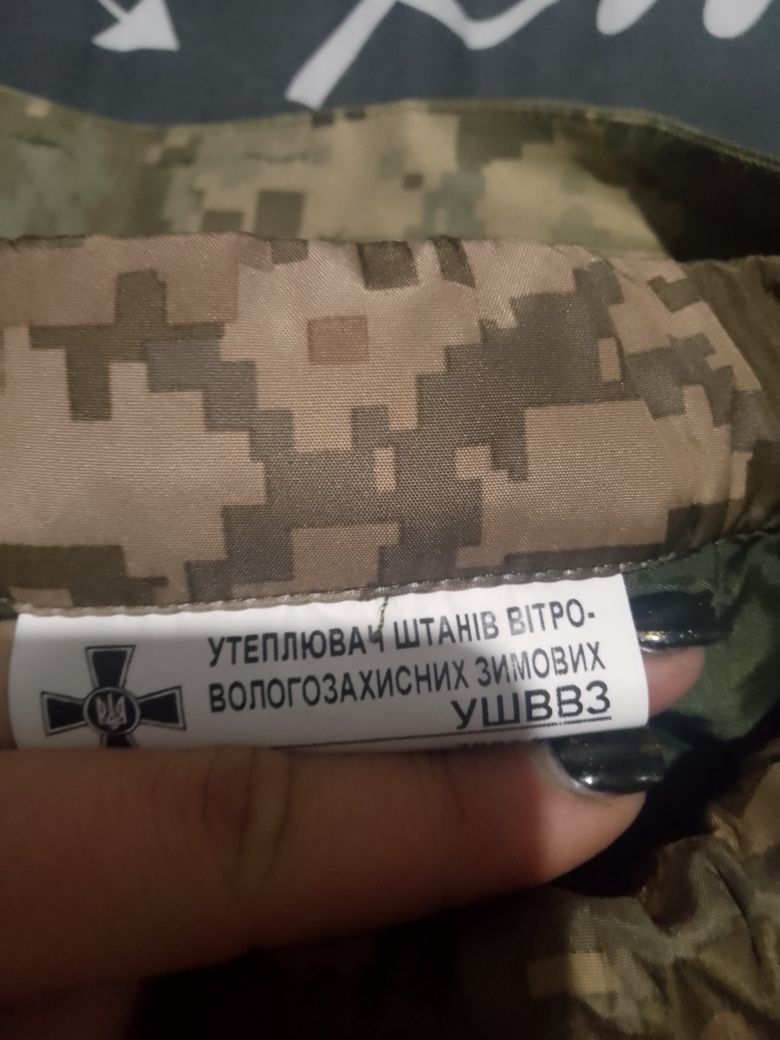 УТЕПЛЮВАЧ ШТАНІВ ВІТРО-
ВОЛОГОЗАХИСНИХ ЗИМОВИХ
УШВВЗ